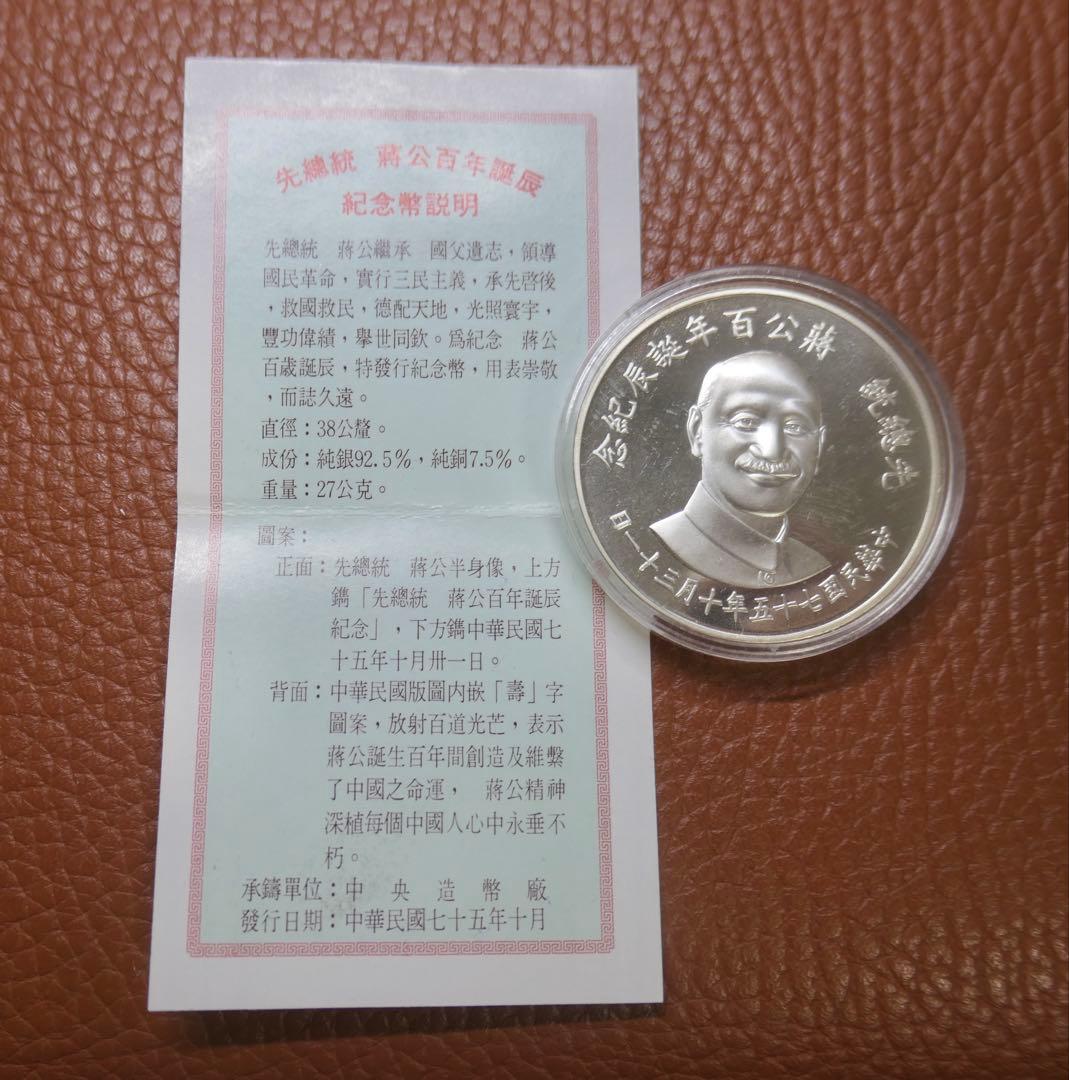 先總統　蔣公百年誕辰
紀念幣説明
先總統　蔣公繼承　國父遺志，領導
國民革命，實行三民主義，承先啓後
，救國救民，德配天地，光照寰宇，
豐功偉績，舉世同欽。爲紀念　蔣公
百歲誕辰，特發行紀念幣，用表崇敬
，而誌久遠。
直徑：38公釐。
成份：純銀92.5%，純銅7.5%。
重量：27公克。
圖案：
正面：先總統　蔣公半身像，上方
鐫「先總統　蔣公百年誕辰
紀念」，下方鐫中華民國七
十五年十月卅一日。
背面：中華民國版圖內嵌「壽」字
圖案，放射百道光芒，表示
蔣公誕生百年間創造及維繫
了中國之命運，　蔣公精神
深植每個中國人心中永垂不
朽。
承鑄單位：中央造幣廠
發行日期：中華民國七十五年十月
先總統　蔣公百年誕辰紀念
中華民國七十五年十月三十一日